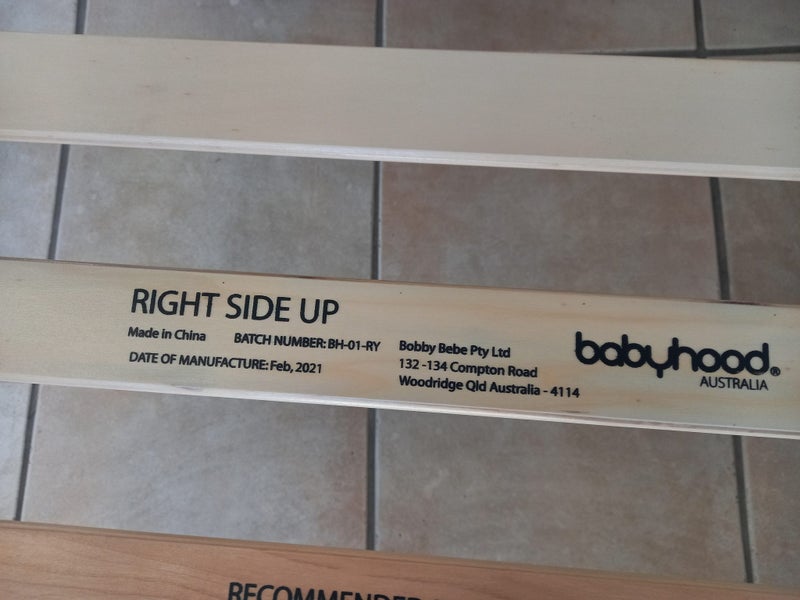 RIGHT SIDE UP
Made in China BATCH NUMBER: BH-01-RY
DATE OF MANUFACTURE: Feb, 2021
Bobby Bebe Pty Ltd
132 -134 Compton Road
Woodridge Qld Australia - 4114
babyhood®
AUSTRALIA
RECOMMENDED